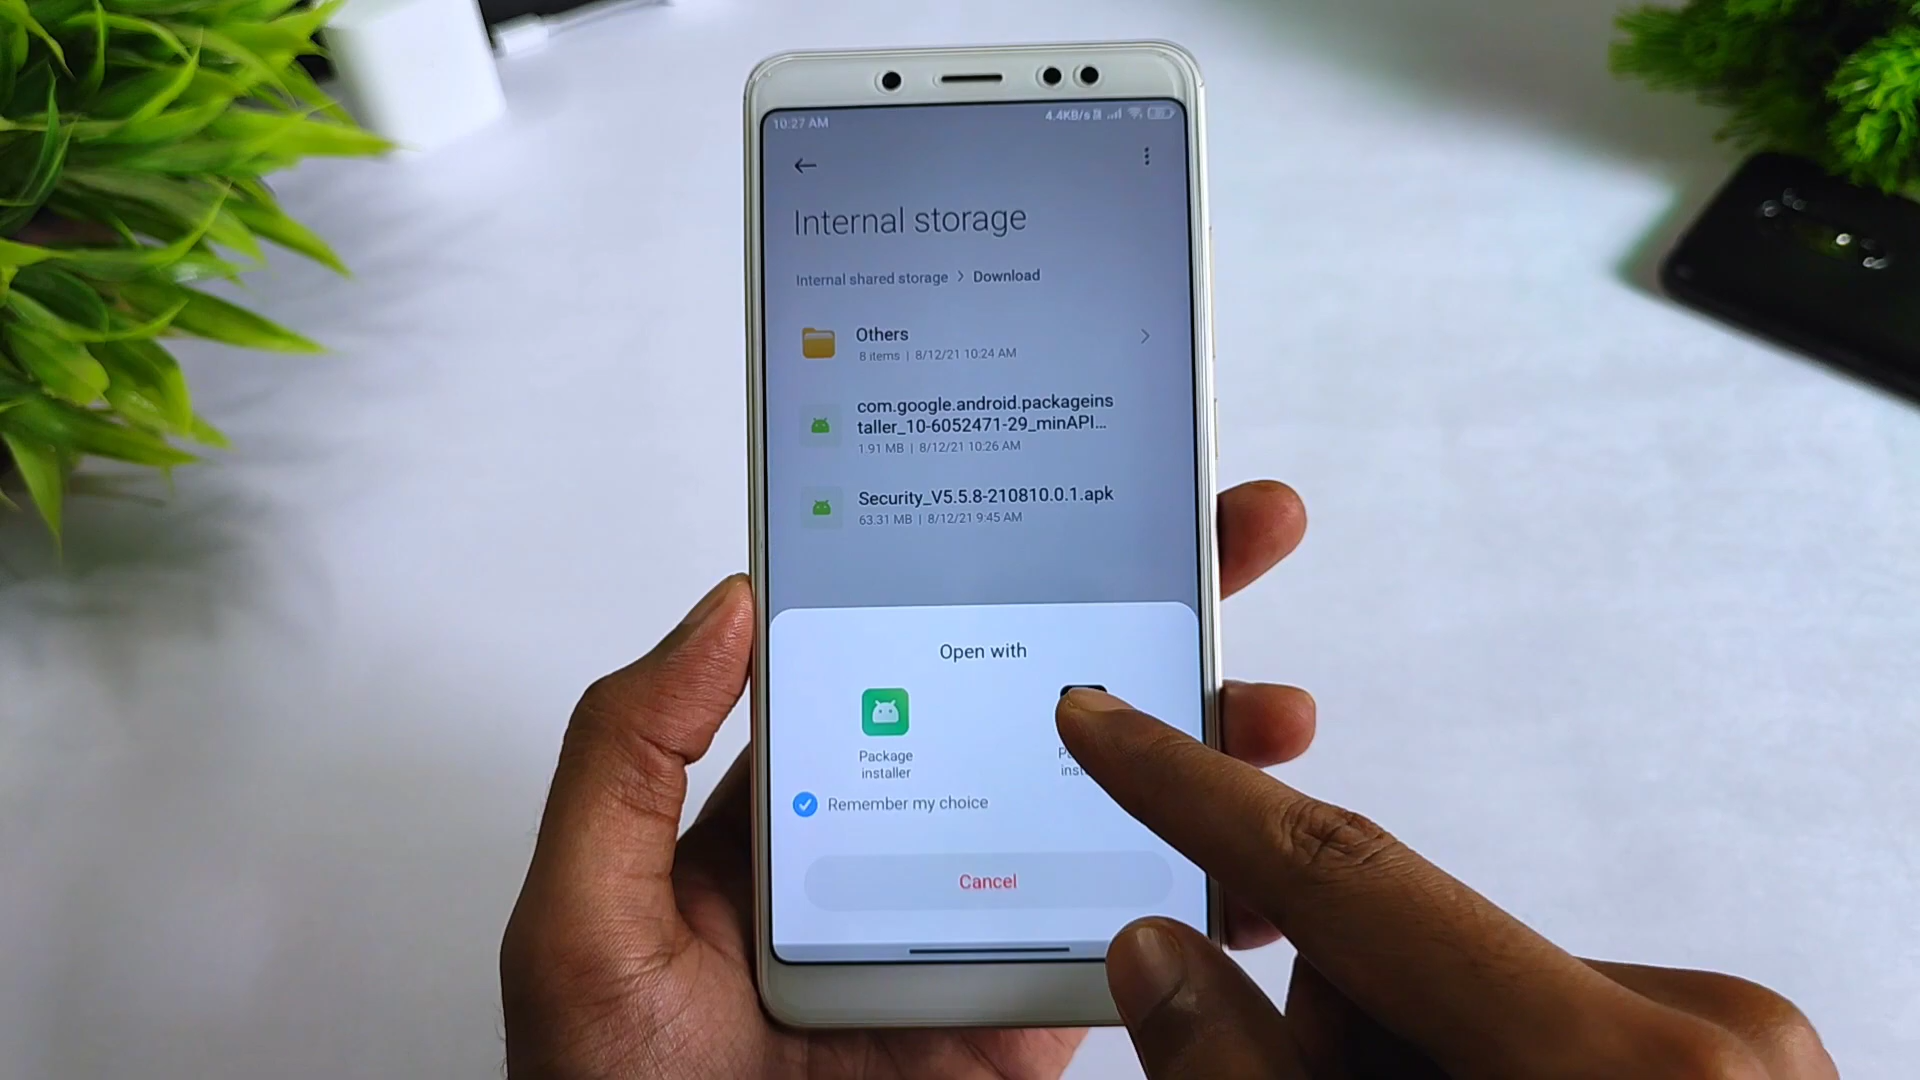 10:27 AM
4.4KB/s
Internal storage
Internal shared storage > Download
Others
8 items | 8/12/21 10:24 AM
com.google.android.packageins
taller_10-6052471-29_minAPI...
1.91 MB | 8/12/21 10:26 AM
Security_V5.5.8-210810.0.1.apk
63.31 MB | 8/12/21 9:45 AM
Open with
Package
installer
Remember my choice
Cancel